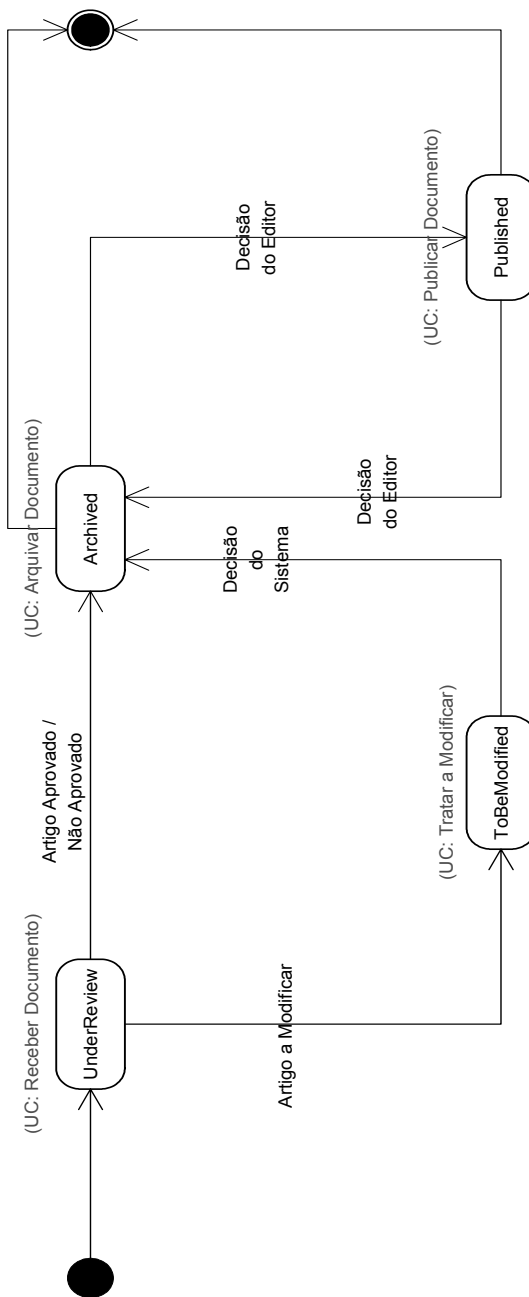 (UC: Receber Documento)
UnderReview
Artigo Aprovado /
Não Aprovado
(UC: Arquivar Documento)
Archived
Artigo a Modificar
(UC: Tratar a Modificar)
ToBeModified
Decisão
do
Sistema
Decisão
do Editor
Decisão
do Editor
(UC: Publicar Documento)
Published